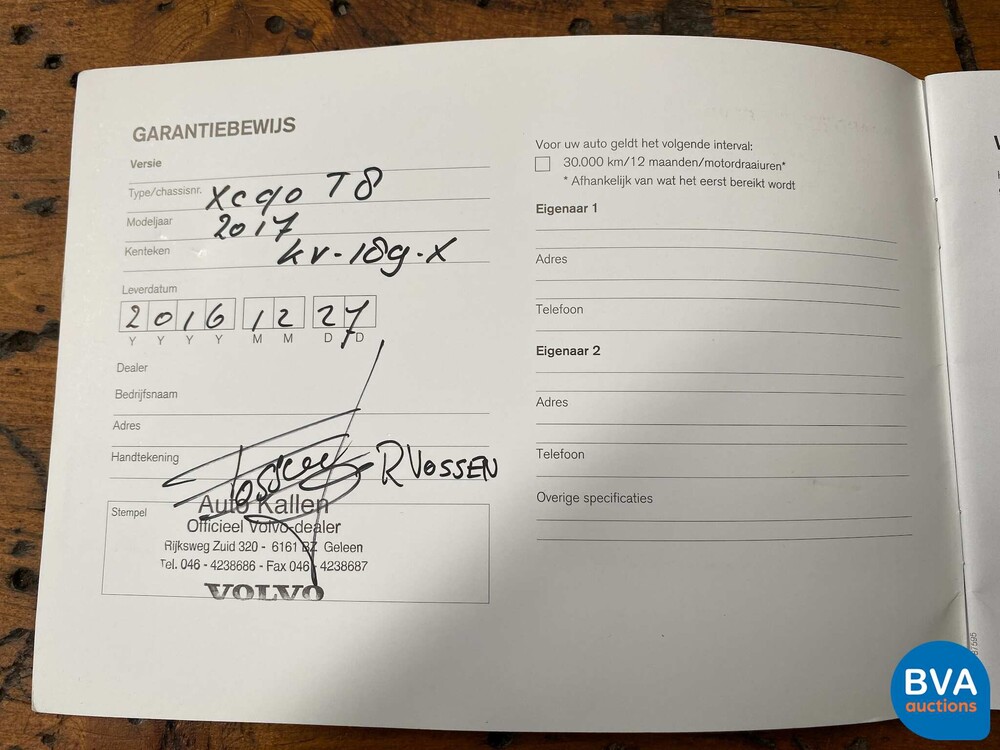 GARANTIEBEWIJS
Versie
Type/chassisnr. XC90 T8
Modeljaar 2017
Kenteken KV-189-X
Leverdatum
2016 12 27
Y Y Y Y M M D D
Dealer
Bedrijfsnaam
Adres
Handtekening R VOSSEN
Stempel
Auto Kallen
Officieel Volvo-dealer
Rijksweg Zuid 320 - 6161 BZ Geleen
Tel. 046 - 4238686 - Fax 046 - 4238687
VOLVO
Voor uw auto geldt het volgende interval:
30.000 km/12 maanden/motordraaiuren*
* Afhankelijk van wat het eerst bereikt wordt
Eigenaar 1
Adres
Telefoon
Eigenaar 2
Adres
Telefoon
Overige specificaties
BVA
auctions